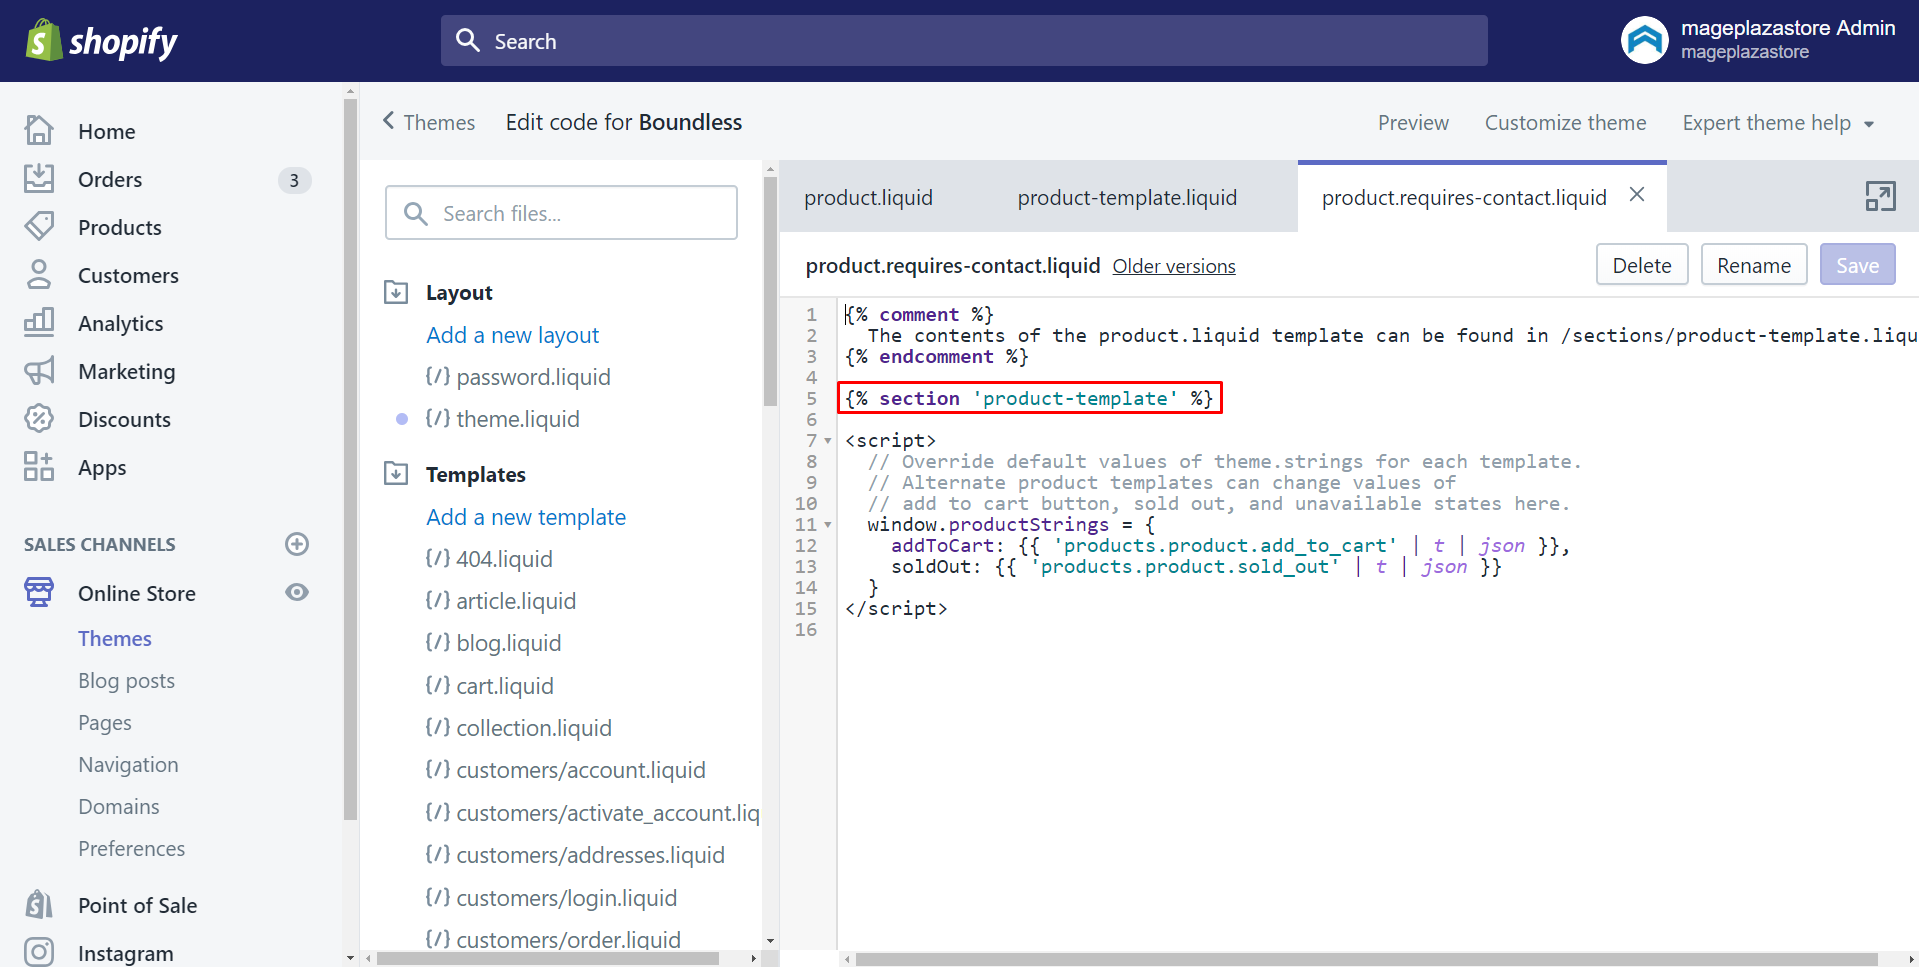 shopify
Search
mageplazastore Admin
mageplazastore
Home
Orders
3
Products
Customers
Analytics
Marketing
Discounts
Apps
SALES CHANNELS
Online Store
Themes
Blog posts
Pages
Navigation
Domains
Preferences
Point of Sale
Instagram
Themes
Edit code for Boundless
Preview
Customize theme
Expert theme help
Search files...
Layout
Add a new layout
{/} password.liquid
{/} theme.liquid
Templates
Add a new template
{/} 404.liquid
{/} article.liquid
{/} blog.liquid
{/} cart.liquid
{/} collection.liquid
{/} customers/account.liquid
{/} customers/activate_account.liq
{/} customers/addresses.liquid
{/} customers/login.liquid
{/} customers/order.liquid
product.liquid
product-template.liquid
product.requires-contact.liquid
product.requires-contact.liquid Older versions
Delete
Rename
Save
1 {% comment %}
2 The contents of the product.liquid template can be found in /sections/product-template.liqu
3 {% endcomment %}
4
5 {% section 'product-template' %}
6
7 <script>
8 // Override default values of theme.strings for each template.
9 // Alternate product templates can change values of
10 // add to cart button, sold out, and unavailable states here.
11 window.productStrings = {
12 addToCart: {{ 'products.product.add_to_cart' | t | json }},
13 soldOut: {{ 'products.product.sold_out' | t | json }}
14 }
15 </script>
16